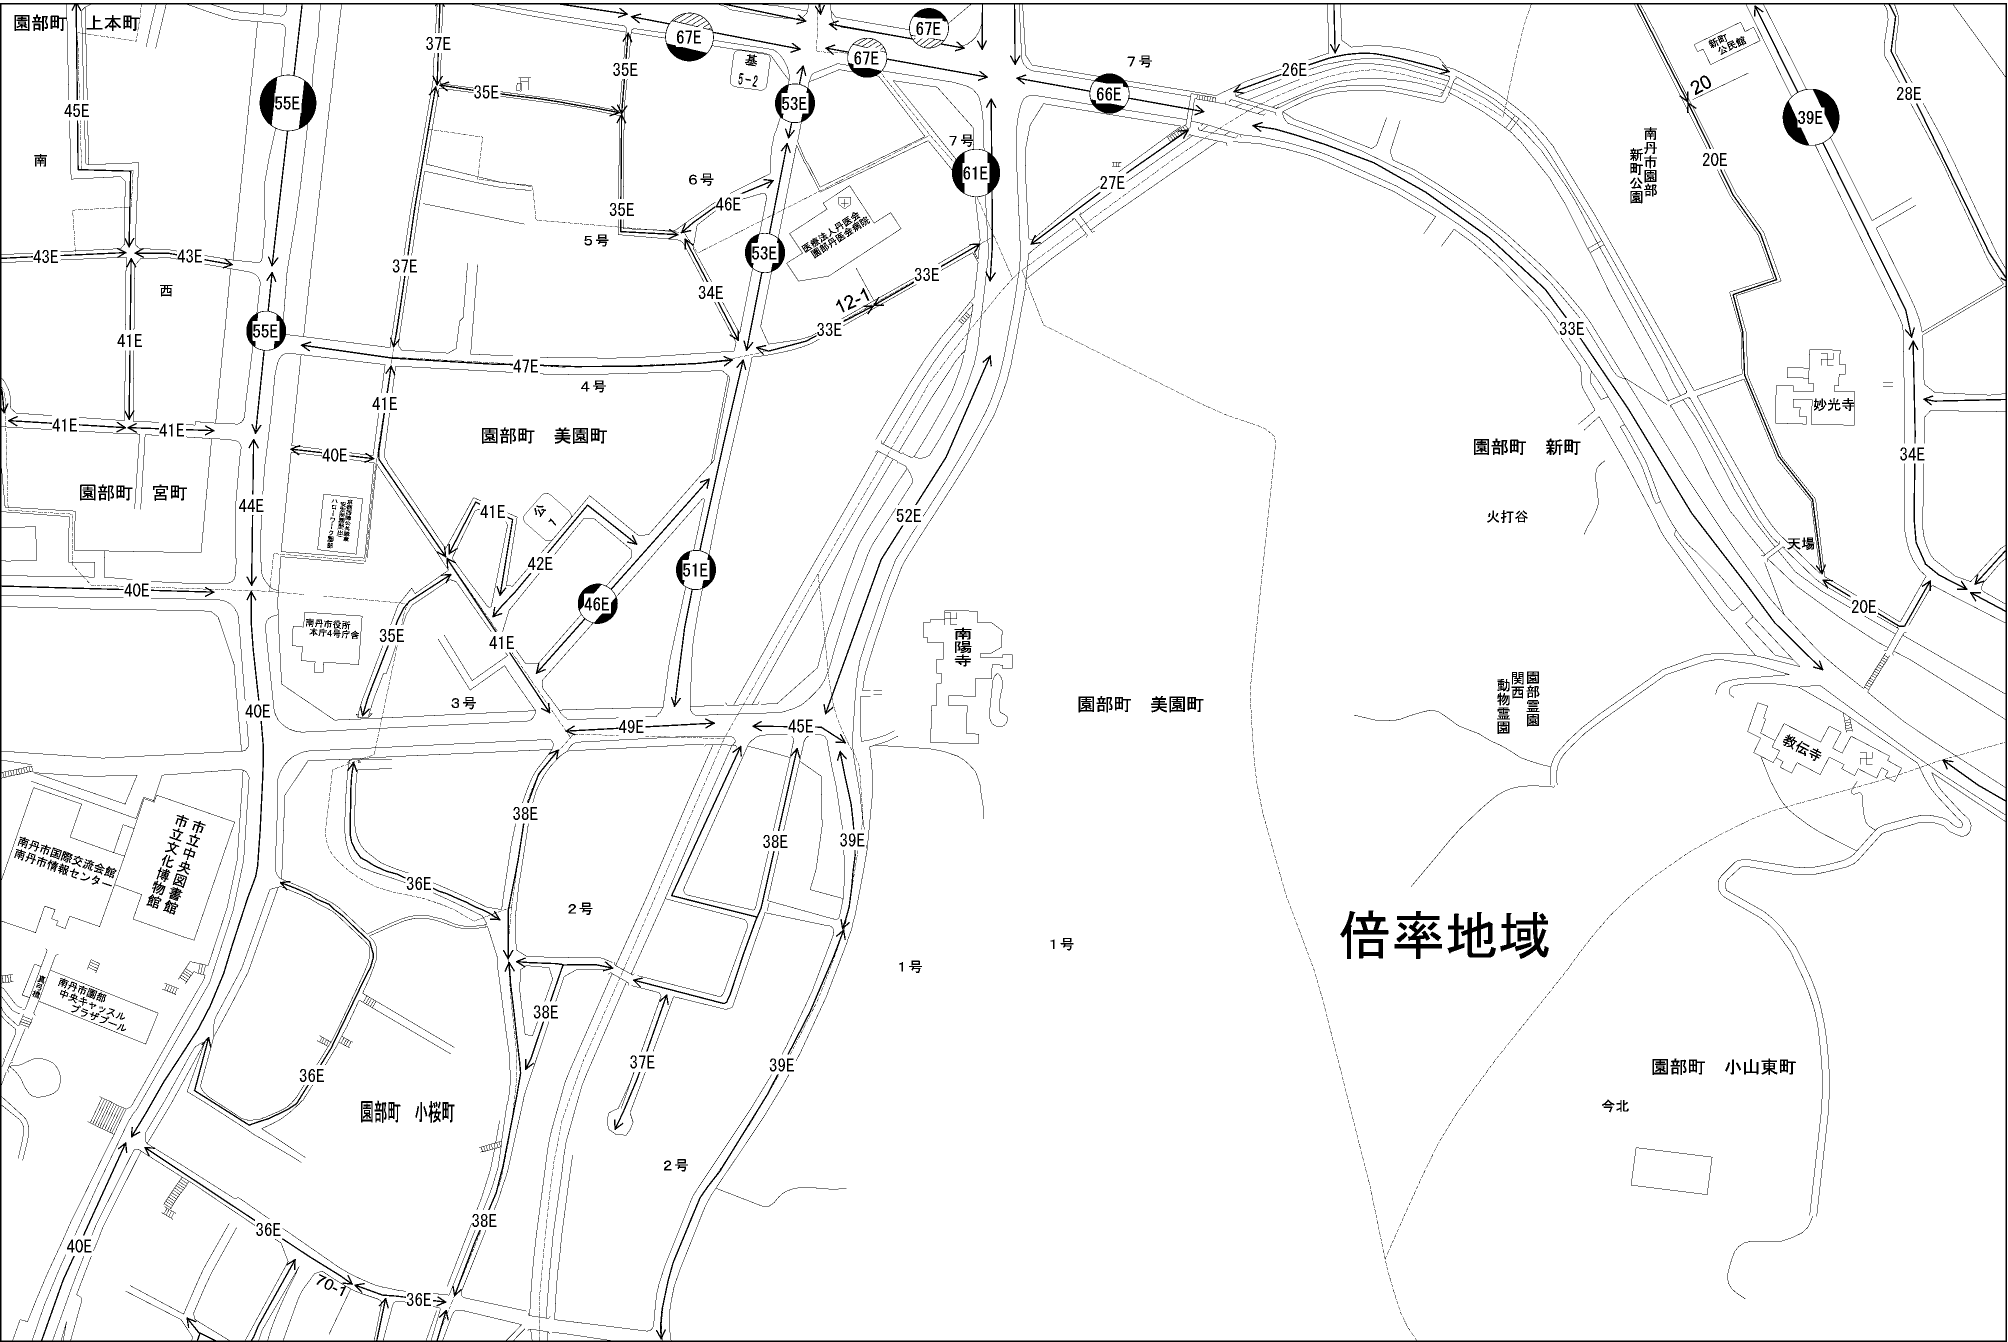 園部町　上本町
67E
67E
67E
7号
26E
新町
公民館
20
28E
37E
35E
基
5-2
45E
55E
35E
53E
66E
39E
南
7号
南丹市園部
新町公園
20E
6号
61E
27E
46E
35E
医療法人丹医会
園部丹医会病院
5号
43E
43E
53E
37E
33E
西
34E
12-1
55E
33E
33E
41E
47E
4号
41E
妙光寺
41E
41E
園部町　美園町
園部町　新町
40E
34E
園部町　宮町
44E
41E
公
1
52E
火打谷
天場
42E
51E
40E
46E
20E
南丹市役所
本庁4号庁舎
35E
41E
南陽寺
3号
園部町　美園町
園部霊園
関西
動物霊園
40E
49E
45E
教伝寺
38E
38E
39E
市立中央図書館
市立文化博物館
南丹市国際交流会館
南丹市情報センター
36E
2号
倍率地域
1号
1号
南丹市園部
中央キャッスル
プラザプール
38E
37E
39E
36E
園部町　小山東町
園部町　小桜町
今北
2号
38E
36E
40E
70-1
36E